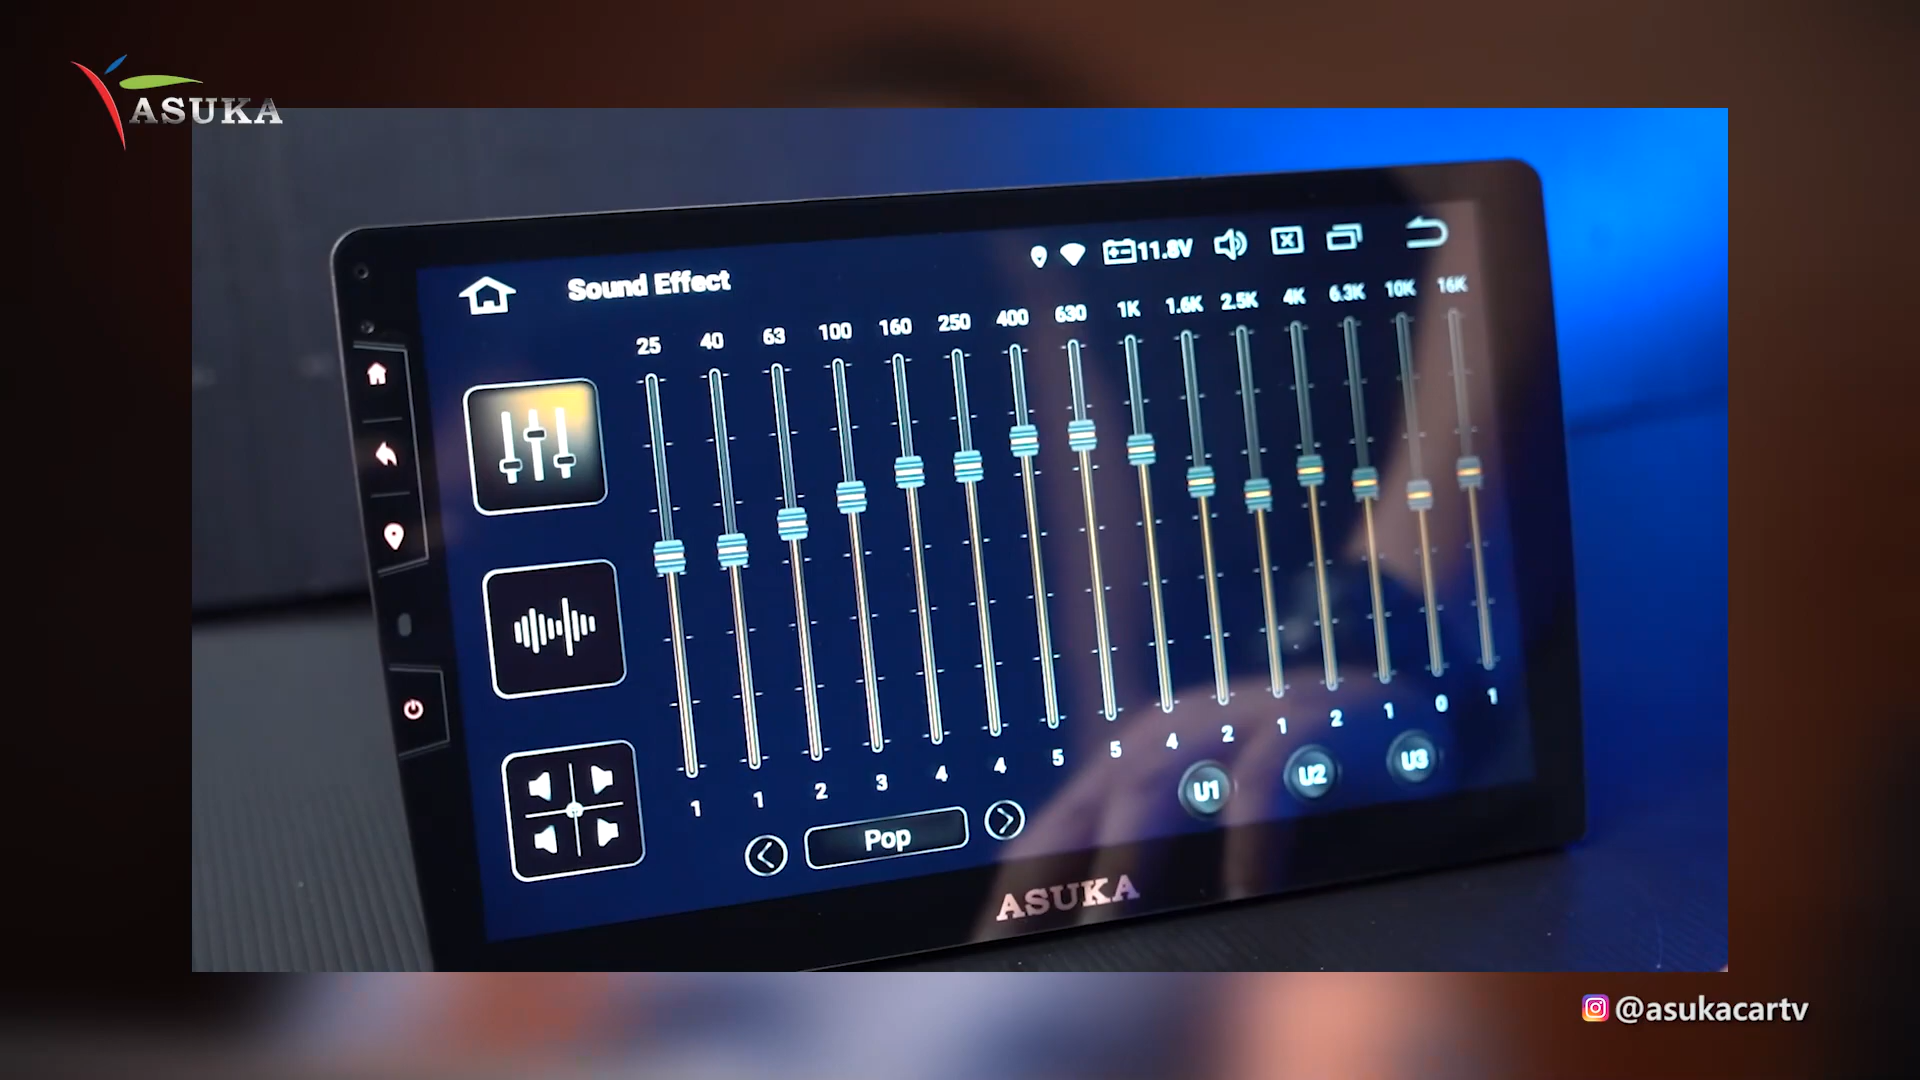 ASUKA
Sound Effect
11.8V
25 40 63 100 160 250 400 630 1K 1.6K 2.5K 4K 6.3K 10K 16K
1 1 2 3 4 4 5 5 4 2 1 2 1 0 1
Pop
U1 U2 U3
ASUKA
@asukacartv